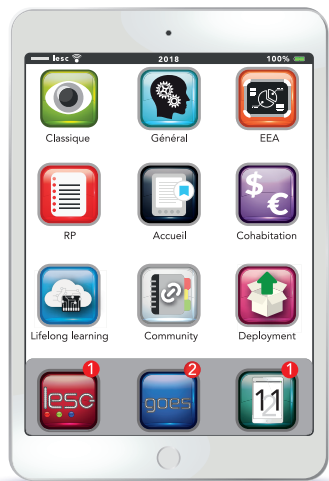 lesc 2018 100%
Classique Général EEA
$
€
RP Accueil Cohabitation
Lifelong learning Community Deployment
1 2 1
lesc goes 11